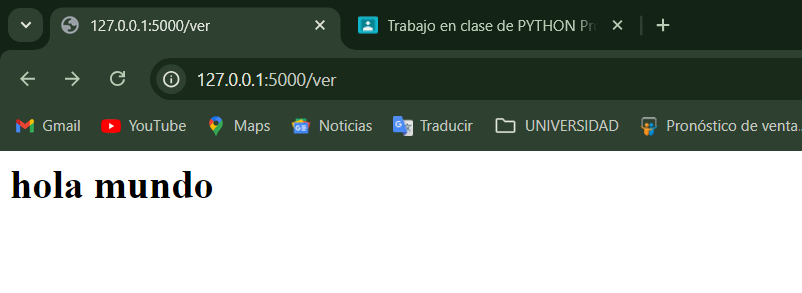 127.0.0.1:5000/ver
Trabajo en clase de PYTHON Pr
127.0.0.1:5000/ver
Gmail YouTube Maps Noticias Traducir UNIVERSIDAD Pronóstico de venta..
hola mundo